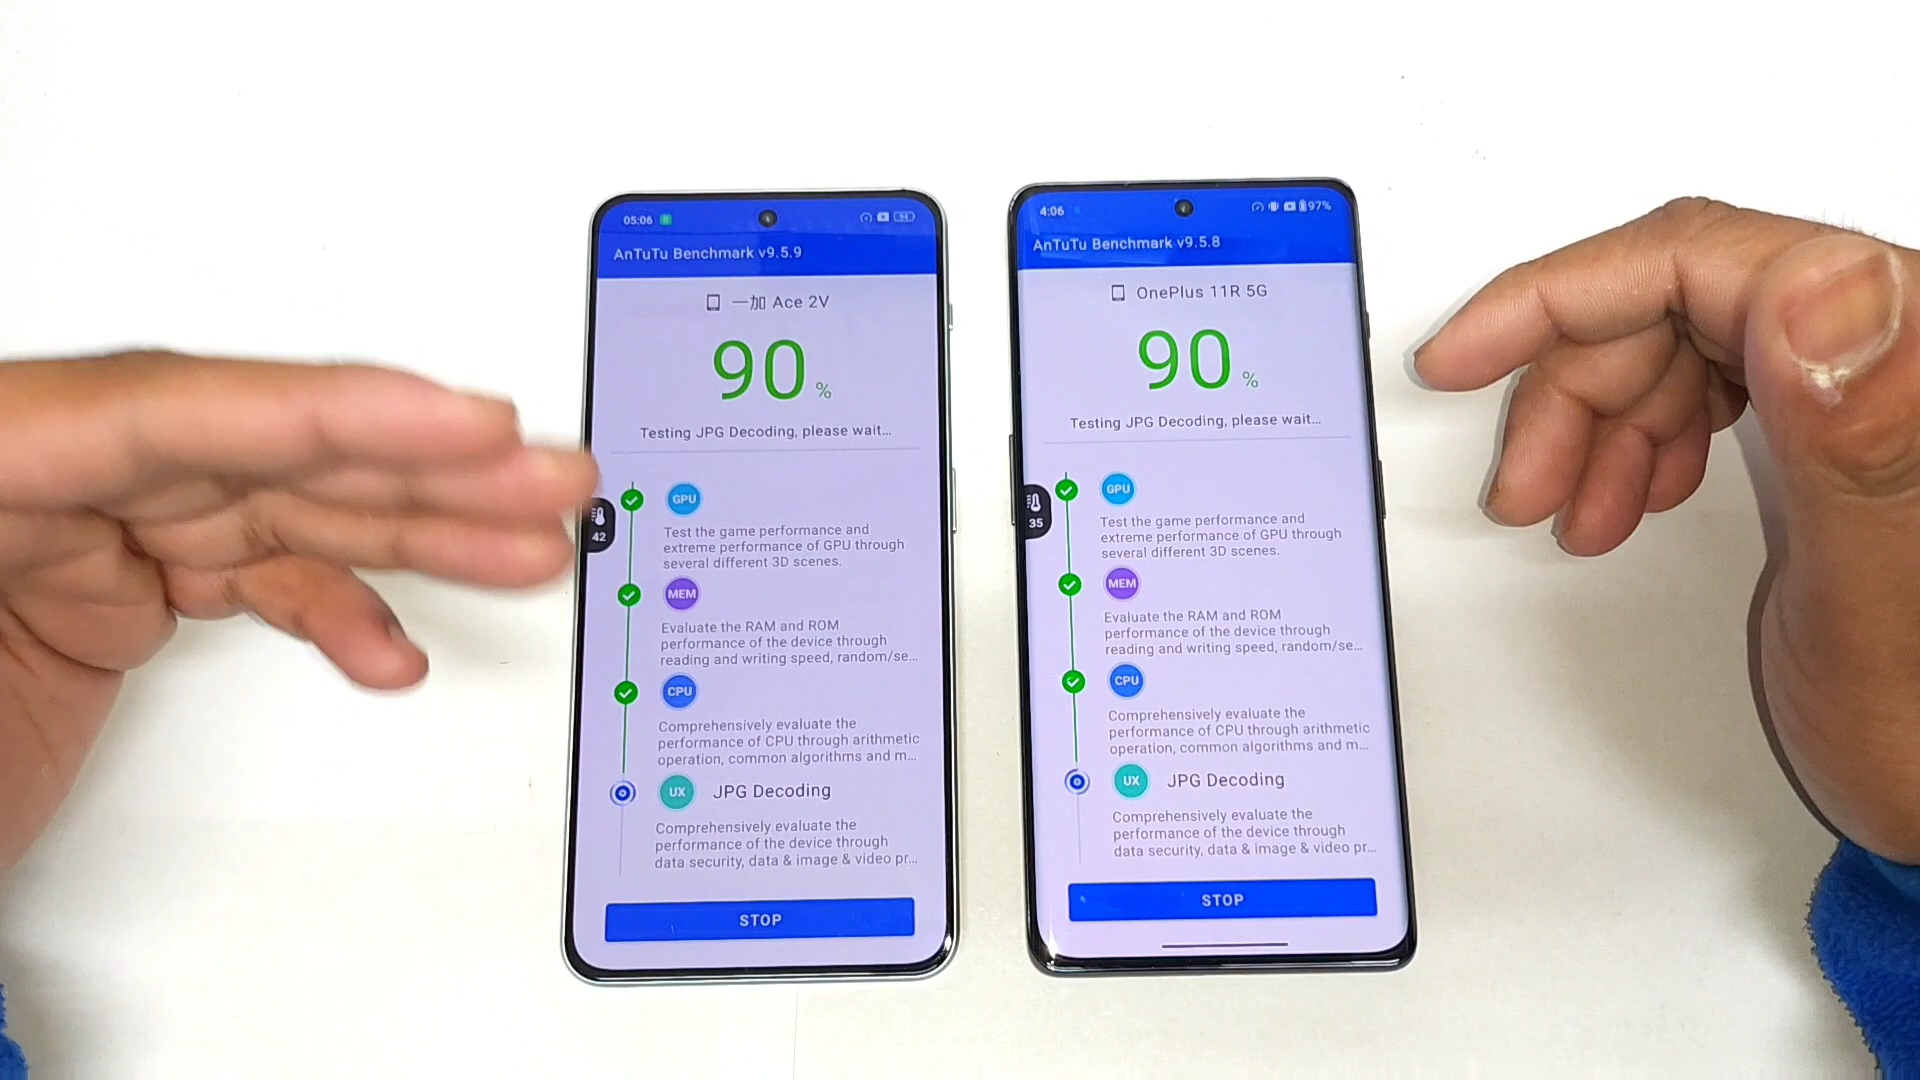 05:06
94
AnTuTu Benchmark v9.5.9
一加 Ace 2V
90 %
Testing JPG Decoding, please wait...
42
GPU
Test the game performance and
extreme performance of GPU through
several different 3D scenes.
MEM
Evaluate the RAM and ROM
performance of the device through
reading and writing speed, random/se...
CPU
Comprehensively evaluate the
performance of CPU through arithmetic
operation, common algorithms and m...
UX JPG Decoding
Comprehensively evaluate the
performance of the device through
data security, data & image & video pr...
STOP
4:06
97%
AnTuTu Benchmark v9.5.8
OnePlus 11R 5G
90 %
Testing JPG Decoding, please wait...
35
GPU
Test the game performance and
extreme performance of GPU through
several different 3D scenes.
MEM
Evaluate the RAM and ROM
performance of the device through
reading and writing speed, random/se...
CPU
Comprehensively evaluate the
performance of CPU through arithmetic
operation, common algorithms and m...
UX JPG Decoding
Comprehensively evaluate the
performance of the device through
data security, data & image & video pr...
STOP